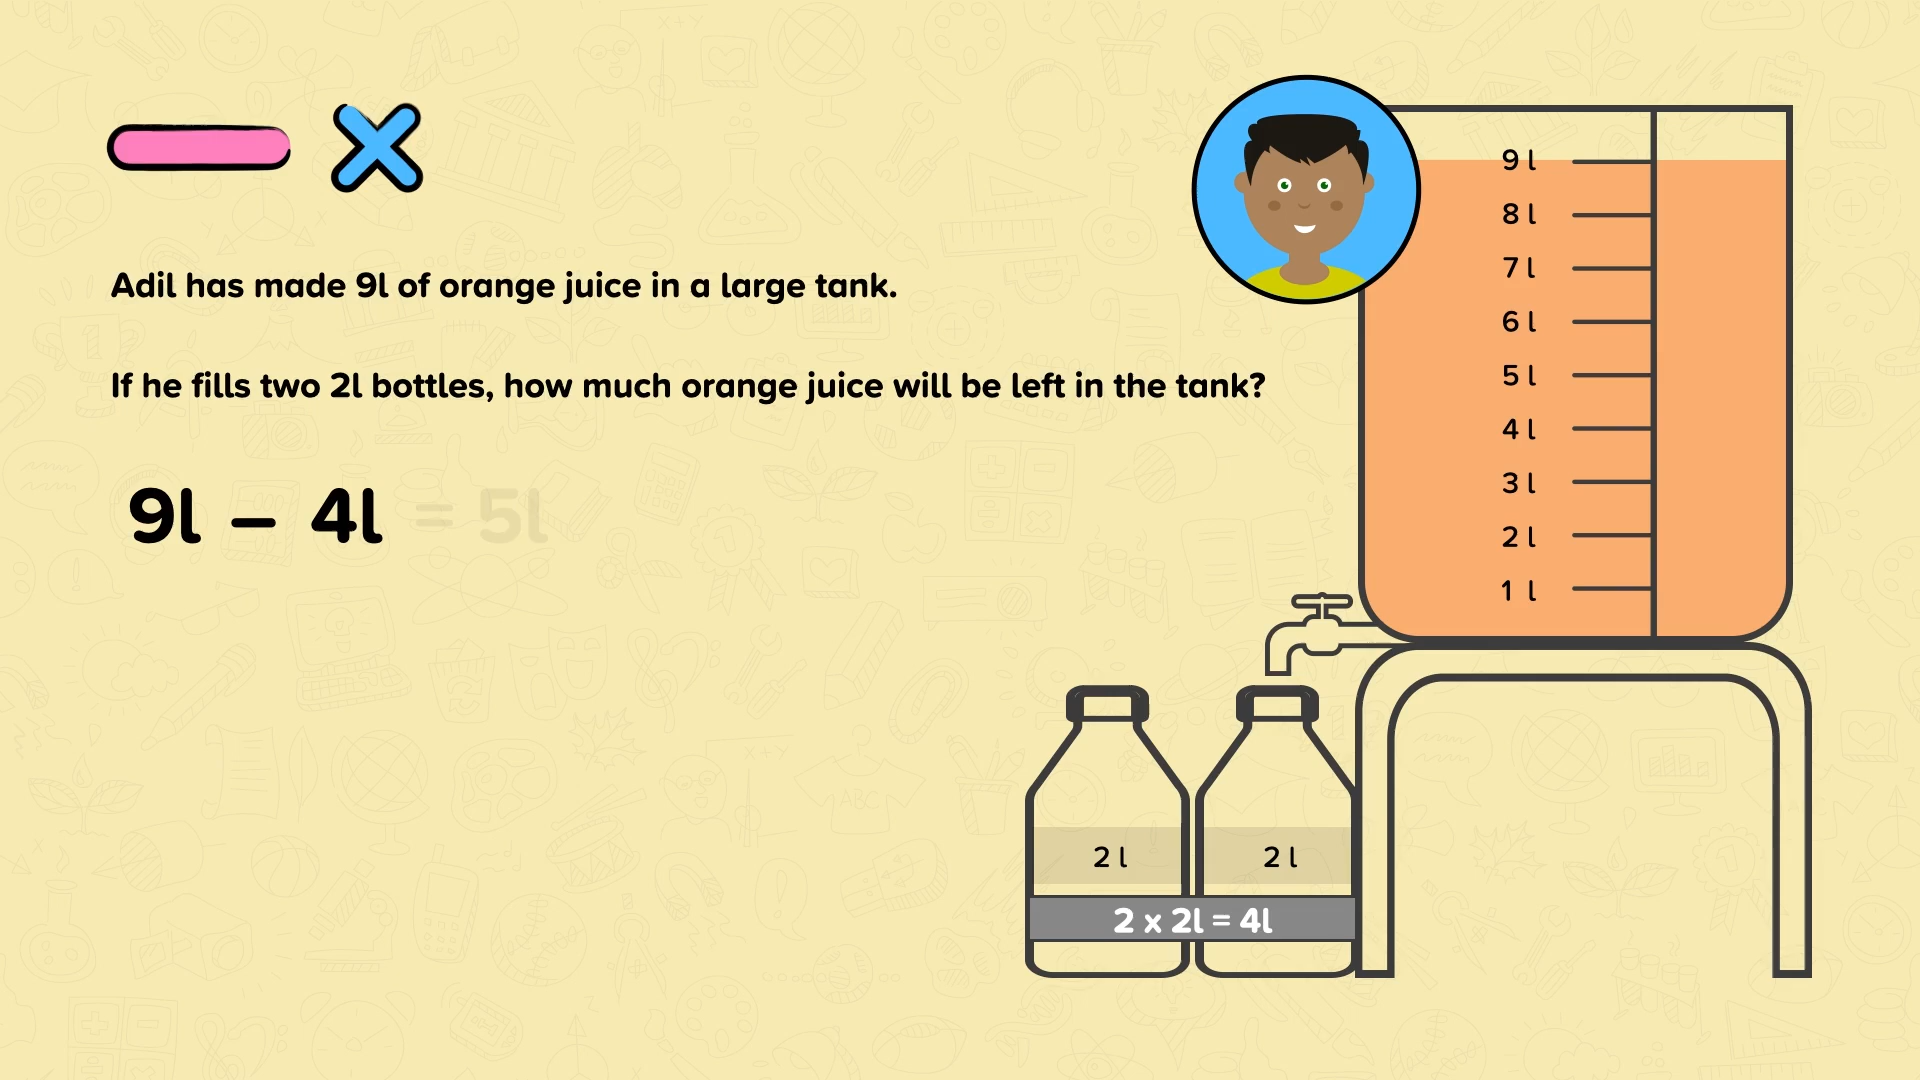 Adil has made 9l of orange juice in a large tank.
If he fills two 2l bottles, how much orange juice will be left in the tank?
9l – 4l = 5l
9 l
8 l
7 l
6 l
5 l
4 l
3 l
2 l
1 l
2 l
2 l
2 x 2l = 4l